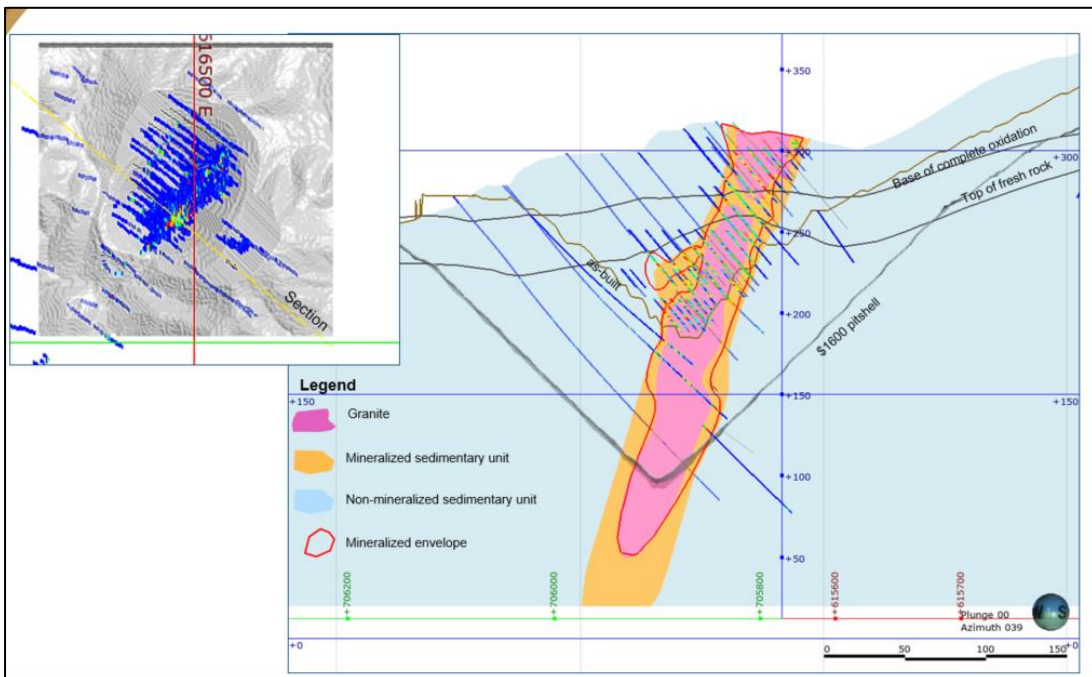 516500 E
Section
+350
+300
+300
+250
+200
+150
+150
+150
+100
+50
+0
+0
Base of complete oxidation
Top of fresh rock
as-built
$1600 pitshell
Legend
Granite
Mineralized sedimentary unit
Non-mineralized sedimentary unit
Mineralized envelope
+706200
+706000
+705800
+615600
+615700
Plunge 00
Azimuth 039
0 50 100 150